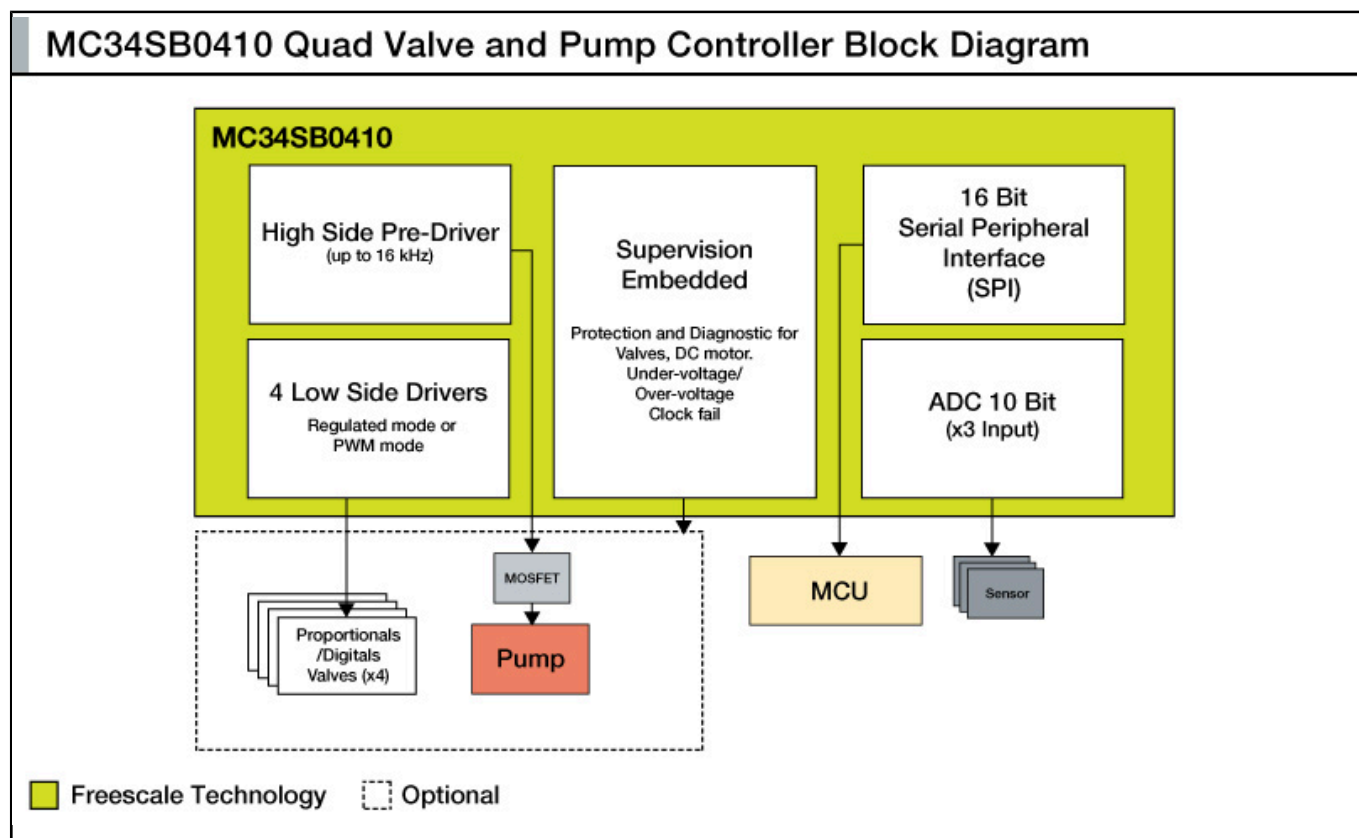 MC34SB0410 Quad Valve and Pump Controller Block Diagram
MC34SB0410
High Side Pre-Driver
(up to 16 kHz)
4 Low Side Drivers
Regulated mode or
PWM mode
Supervision
Embedded
Protection and Diagnostic for
Valves, DC motor.
Under-voltage/
Over-voltage
Clock fail
16 Bit
Serial Peripheral
Interface
(SPI)
ADC 10 Bit
(x3 Input)
Proportionals
/Digitals
Valves (x4)
MOSFET
Pump
MCU
Sensor
Freescale Technology
Optional